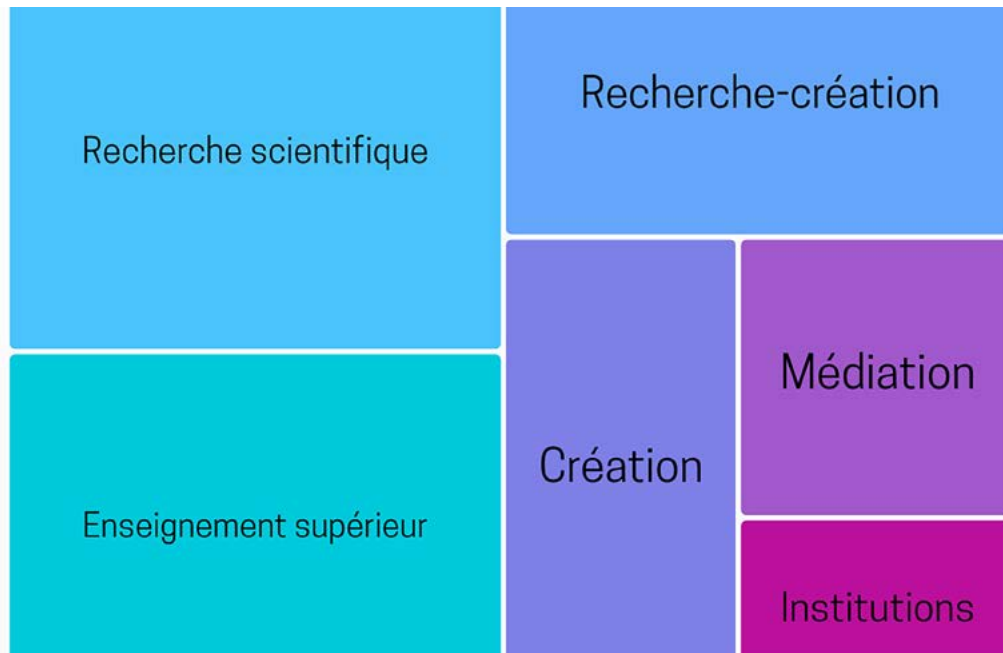 Recherche scientifique
Recherche-création
Enseignement supérieur
Création
Médiation
Institutions